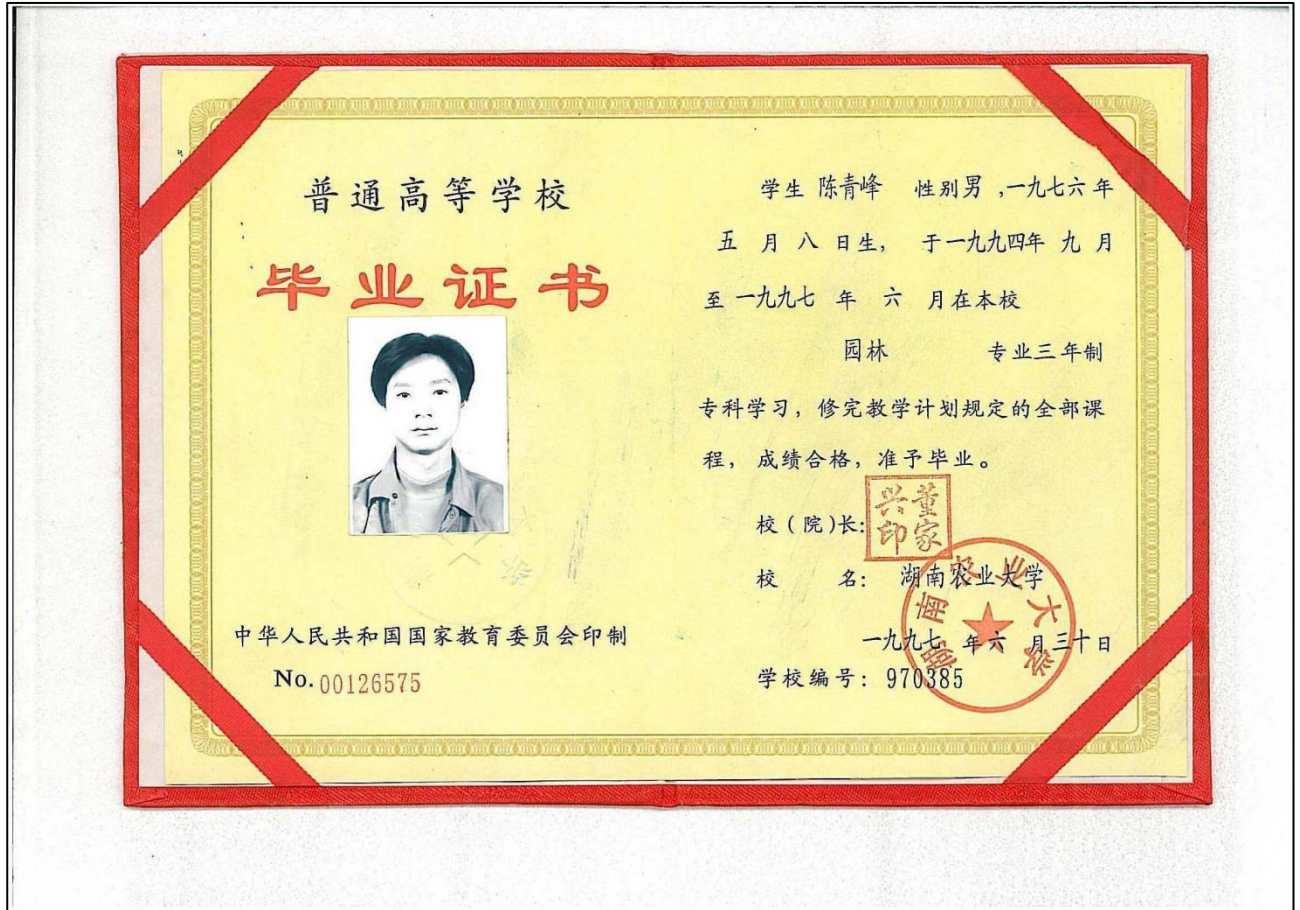 普通高等学校
毕业证书
中华人民共和国国家教育委员会印制
No. 00126575
学生 陈青峰 性别男 ,一九七六年
五 月 八 日生, 于一九九四年 九 月
至 一九九七 年 六 月在本校
园林 专业三年制
专科学习，修完教学计划规定的全部课
程， 成绩合格，准予毕业。
校（院）长:
董家兴印
校 名： 湖南农业大学
湖南农业大学
一九九七 年六 月三十日
学校编号：970385